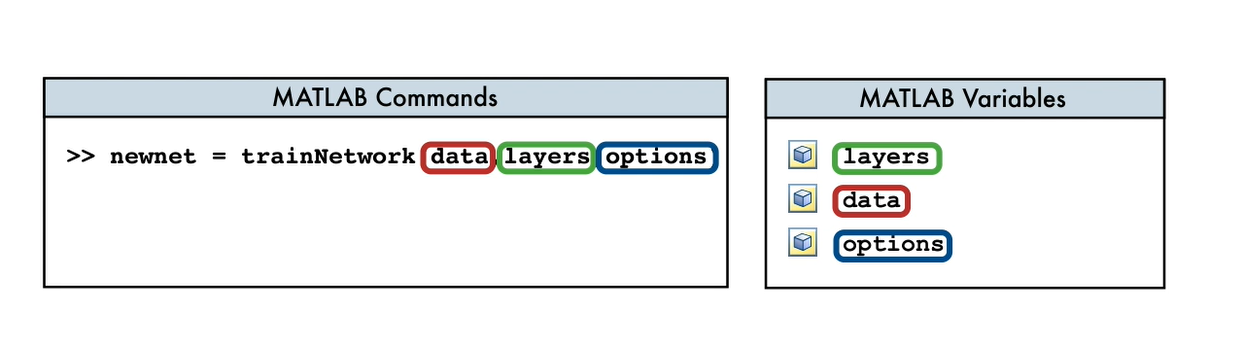 MATLAB Commands
>> newnet = trainNetwork data,layers options
MATLAB Variables
layers
data
options